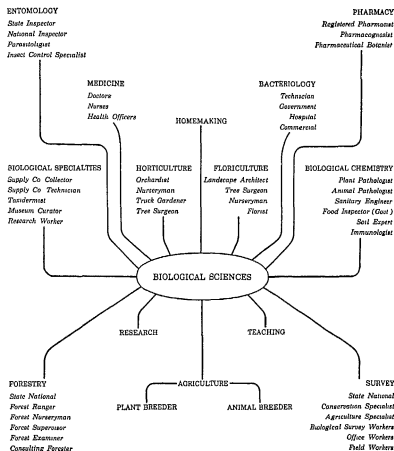 ENTOMOLOGY
State Inspector
National Inspector
Parasitologist
Insect Control Specialist
PHARMACY
Registered Pharmacist
Pharmacognosist
Pharmaceutical Botanist
MEDICINE
Doctors
Nurses
Health Officers
HOMEMAKING
BACTERIOLOGY
Technician
Government
Hospital
Commercial
BIOLOGICAL SPECIALTIES
Supply Co Collector
Supply Co Technician
Taxidermist
Museum Curator
Research Worker
HORTICULTURE
Orchardist
Nurseryman
Truck Gardener
Tree Surgeon
FLORICULTURE
Landscape Architect
Tree Surgeon
Nurseryman
Florist
BIOLOGICAL CHEMISTRY
Plant Pathologist
Animal Pathologist
Sanitary Engineer
Food Inspector (Govt)
Soil Expert
Immunologist
BIOLOGICAL SCIENCES
RESEARCH
TEACHING
FORESTRY
State National
Forest Ranger
Forest Nurseryman
Forest Supervisor
Forest Examiner
Consulting Forester
AGRICULTURE
PLANT BREEDER
ANIMAL BREEDER
SURVEY
State National
Conservation Specialist
Agriculture Specialist
Biological Survey Workers
Office Workers
Field Workers